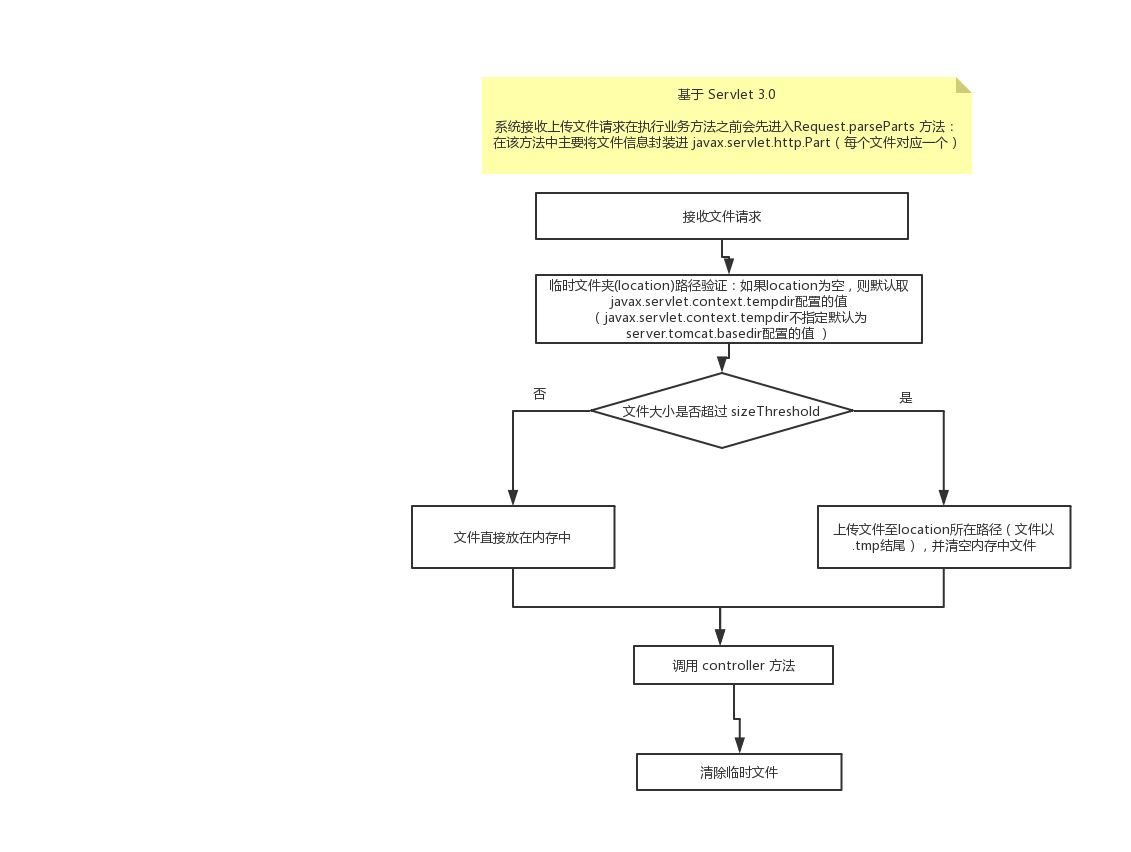 基于 Servlet 3.0
系统接收上传文件请求在执行业务方法之前会先进入Request.parseParts 方法：
在该方法中主要将文件信息封装进 javax.servlet.http.Part（每个文件对应一个）
接收文件请求
临时文件夹(location)路径验证：如果location为空，则默认取
javax.servlet.context.tempdir配置的值
（javax.servlet.context.tempdir不指定默认为
server.tomcat.basedir配置的值 ）
否
是
文件大小是否超过 sizeThreshold
文件直接放在内存中
上传文件至location所在路径（文件以
.tmp结尾），并清空内存中文件
调用 controller 方法
清除临时文件